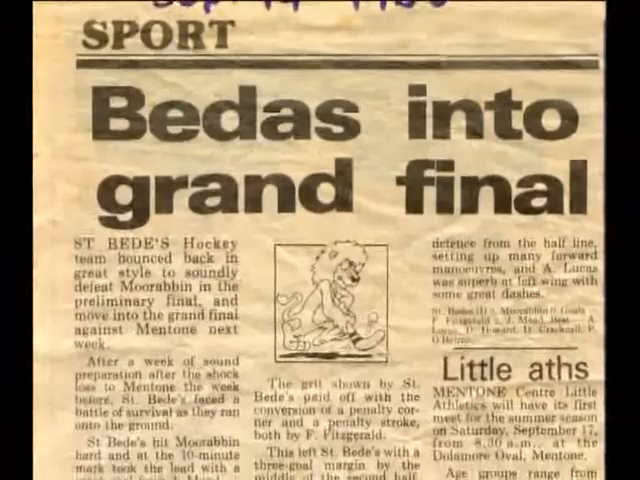 SPORT
Bedas into
grand final
ST BEDE'S Hockey
team bounced back in
great style to soundly
defeat Moorabbin in the
preliminary final, and
move into the grand final
against Mentone next
week.
After a week of sound
preparation after the shock
loss to Mentone the week
before, St. Bede's faced a
battle of survival as they ran
onto the ground.
St Bede's hit Moorabbin
hard and at the 10-minute
mark took the lead with a
The grit shown by St.
Bede's paid off with the
conversion of a penalty cor-
ner and a penalty stroke,
both by F. Fitzgerald.
This left St. Bede's with a
three-goal margin by the
middle of the second half.
defence from the half line,
setting up many forward
manoeuvres, and A. Lucas
was superb at left wing with
some great dashes.
Little aths
MENTONE Centre Little
Athletics will have its first
meet for the summer season
on Saturday, September 17,
from 8.30 a.m. at the
Dolamore Oval, Mentone.
Age groups range from